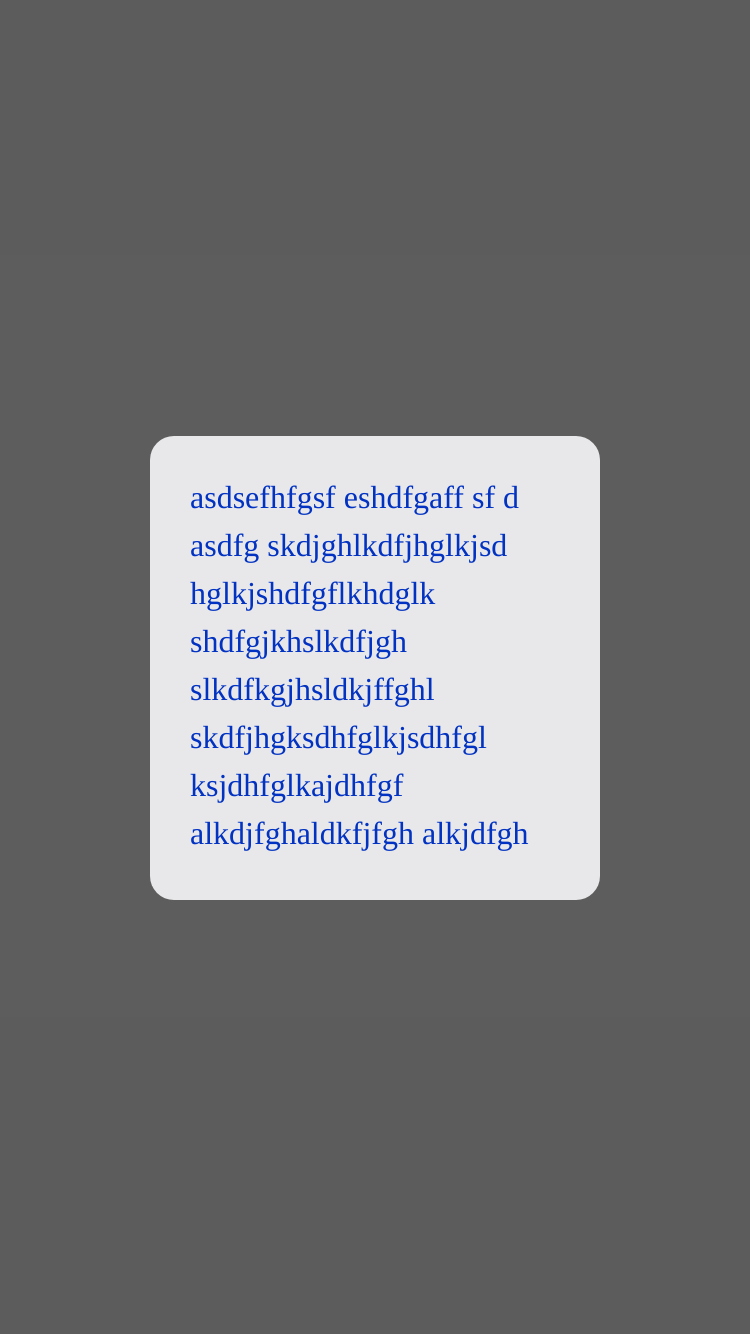 asdsefhfgsf eshdfgaff sf d
asdfg skdjghlkdfjhglkjsd
hglkjshdfgflkhdglk
shdfgjkhslkdfjgh
slkdfkgjhsldkjffghl
skdfjhgksdhfglkjsdhfgl
ksjdhfglkajdhfgf
alkdjfghaldkfjfgh alkjdfgh